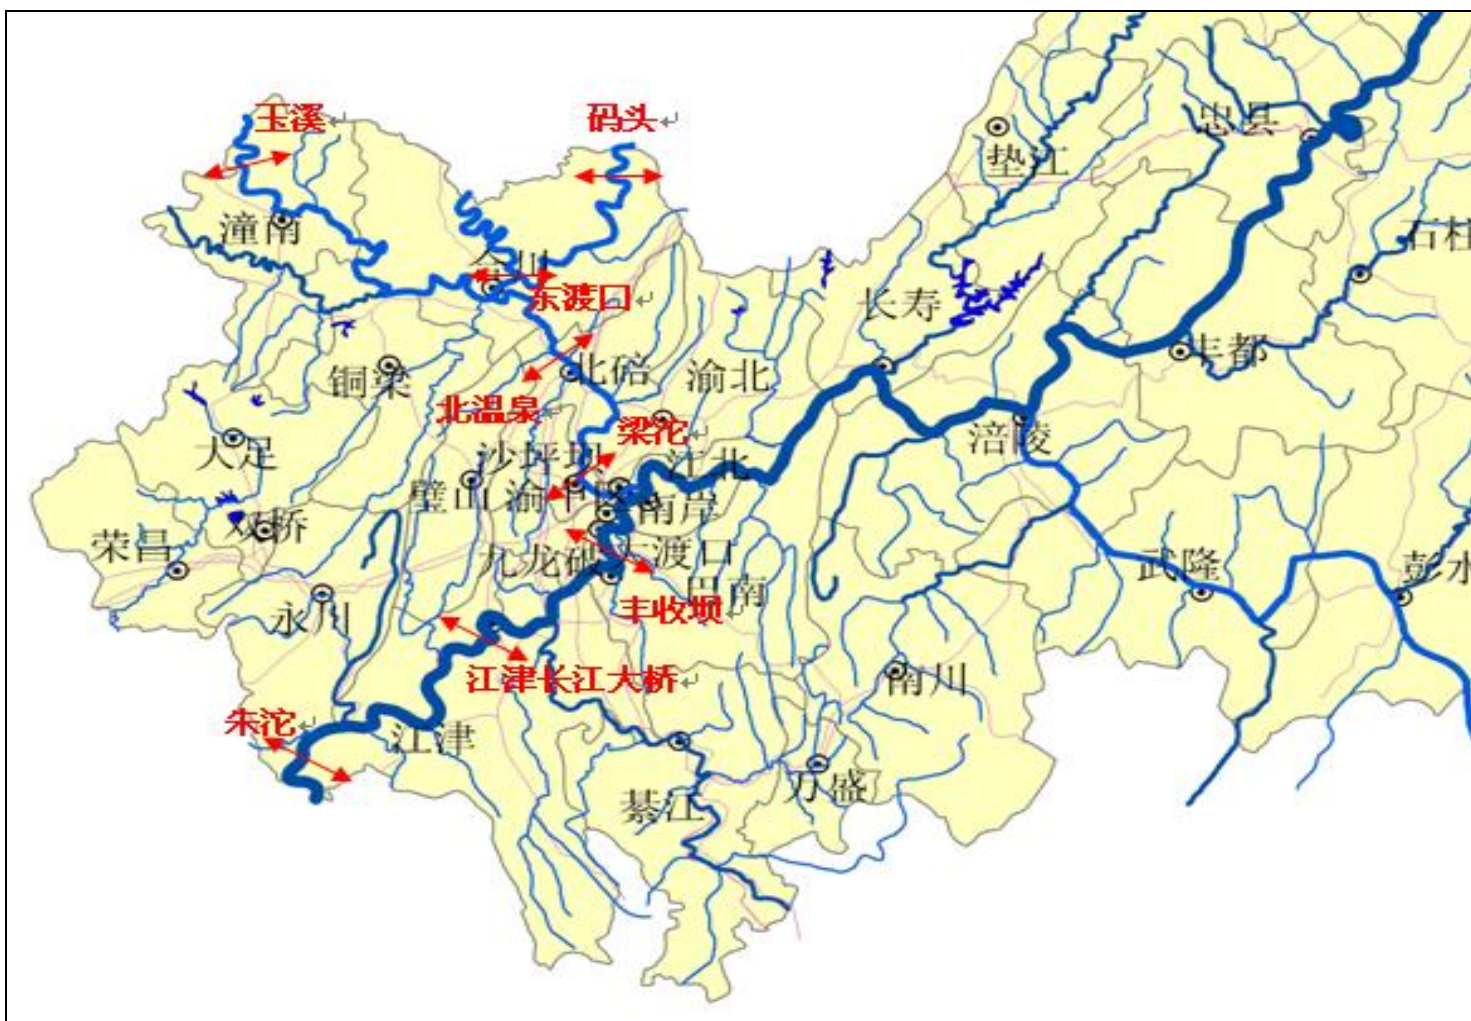 玉溪
码头
忠县
垫江
潼南
石柱
合川
东渡口
长寿
丰都
铜梁
北碚
渝北
北温泉
梁沱
涪陵
大足
沙坪坝
江北
璧山
渝中区
南岸
双桥
荣昌
九龙坡
大渡口
武隆
彭水
巴南
永川
丰收坝
江津长江大桥
南川
朱沱
江津
万盛
綦江